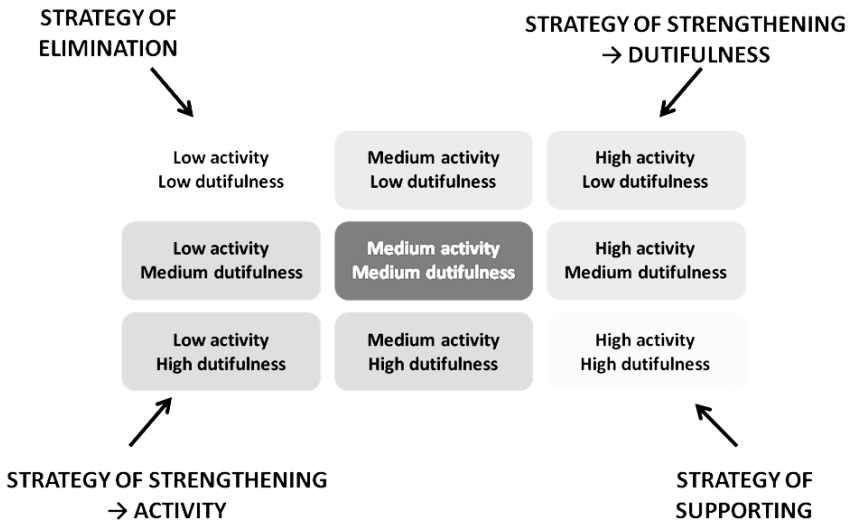 STRATEGY OF
ELIMINATION
STRATEGY OF STRENGTHENING
→ DUTIFULNESS
Low activity
Low dutifulness
Medium activity
Low dutifulness
High activity
Low dutifulness
Low activity
Medium dutifulness
Medium activity
Medium dutifulness
High activity
Medium dutifulness
Low activity
High dutifulness
Medium activity
High dutifulness
High activity
High dutifulness
STRATEGY OF STRENGTHENING
→ ACTIVITY
STRATEGY OF
SUPPORTING